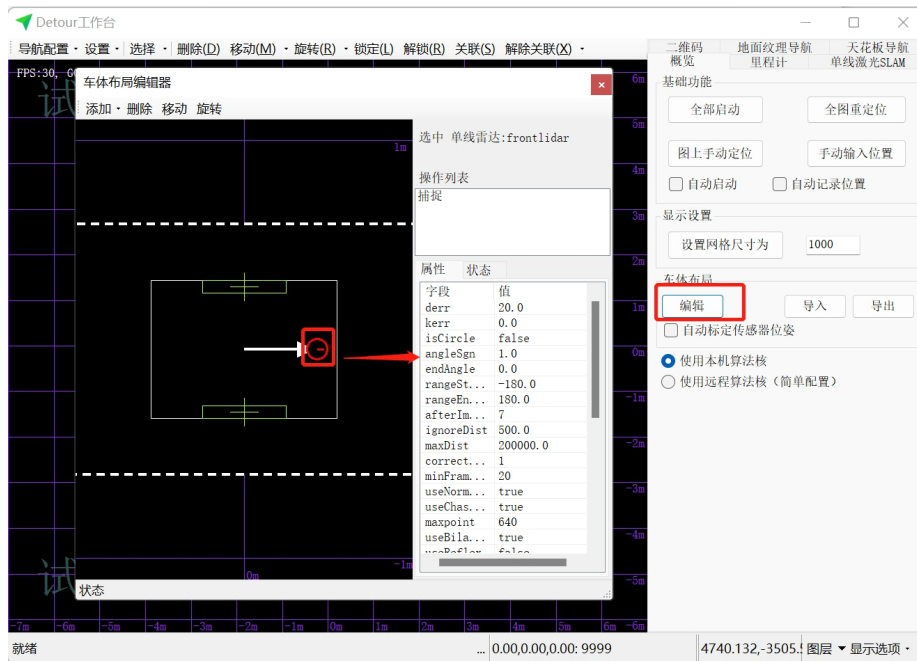 Detour工作台
导航配置 设置 选择 删除(D) 移动(M) 旋转(R) 锁定(L) 解锁(R) 关联(S) 解除关联(X)
FPS:30, G
试
车体布局编辑器
添加 删除 移动 旋转
选中 单线雷达:frontlidar
操作列表
捕捉
属性 状态
字段 值
derr 20.0
kerr 0.0
isCircle false
angleSgn 1.0
endAngle 0.0
rangeSt... -180.0
rangeEn... 180.0
afterIm... 7
ignoreDist 500.0
maxDist 200000.0
correct... 1
minFram... 20
useNorm... true
useChas... true
maxpoint 640
useBila... true
useReflex false
1m
-1m
0m
状态
试
6m
5m
4m
3m
2m
1m
0m
-1m
-2m
-3m
-4m
-5m
-7m -6m -5m -4m -3m -2m -1m 0m 1m 2m 3m 4m 5m 6m -6m
二维码 地面纹理导航 天花板导航
概览 里程计 单线激光SLAM
基础功能
全部启动 全图重定位
图上手动定位 手动输入位置
自动启动 自动记录位置
显示设置
设置网格尺寸为 1000
车体布局
编辑 导入 导出
自动标定传感器位姿
使用本机算法核
使用远程算法核（简单配置）
就绪 ... 0.00,0.00,0.00: 9999 4740.132,-3505.5 图层 显示选项